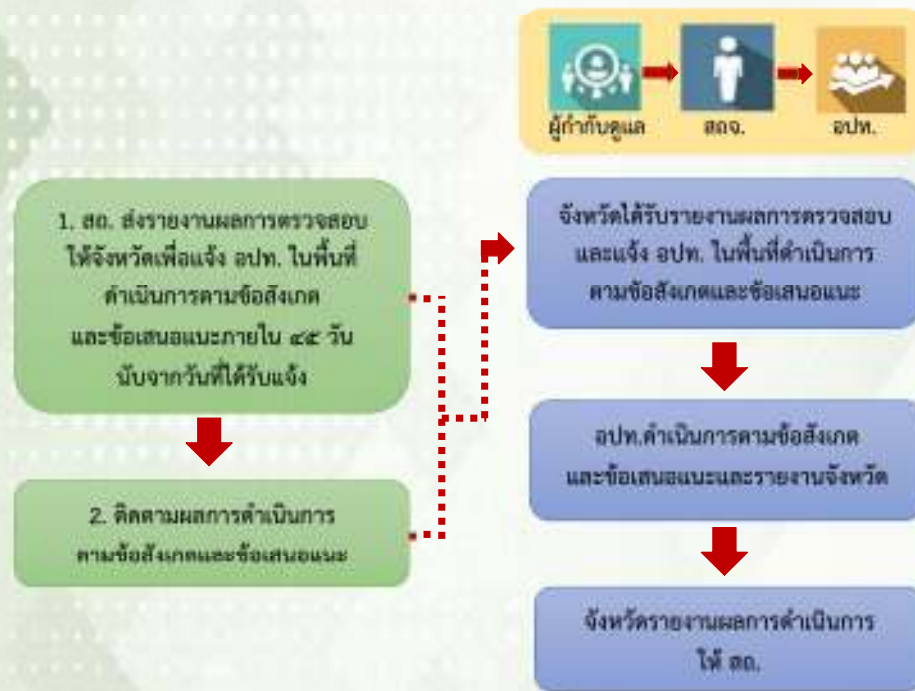 ผู้กำกับดูแล
สถจ.
อปท.
1. สถ. ส่งรายงานผลการตรวจสอบ
ให้จังหวัดเพื่อแจ้ง อปท. ในพื้นที่
ดำเนินการตามข้อสังเกต
และข้อเสนอแนะภายใน ๔๕ วัน
นับจากวันที่ได้รับแจ้ง
2. ติดตามผลการดำเนินการ
ตามข้อสังเกตและข้อเสนอแนะ
จังหวัดได้รับรายงานผลการตรวจสอบ
และแจ้ง อปท. ในพื้นที่ดำเนินการ
ตามข้อสังเกตและข้อเสนอแนะ
อปท.ดำเนินการตามข้อสังเกต
และข้อเสนอแนะและรายงานจังหวัด
จังหวัดรายงานผลการดำเนินการ
ให้ สถ.